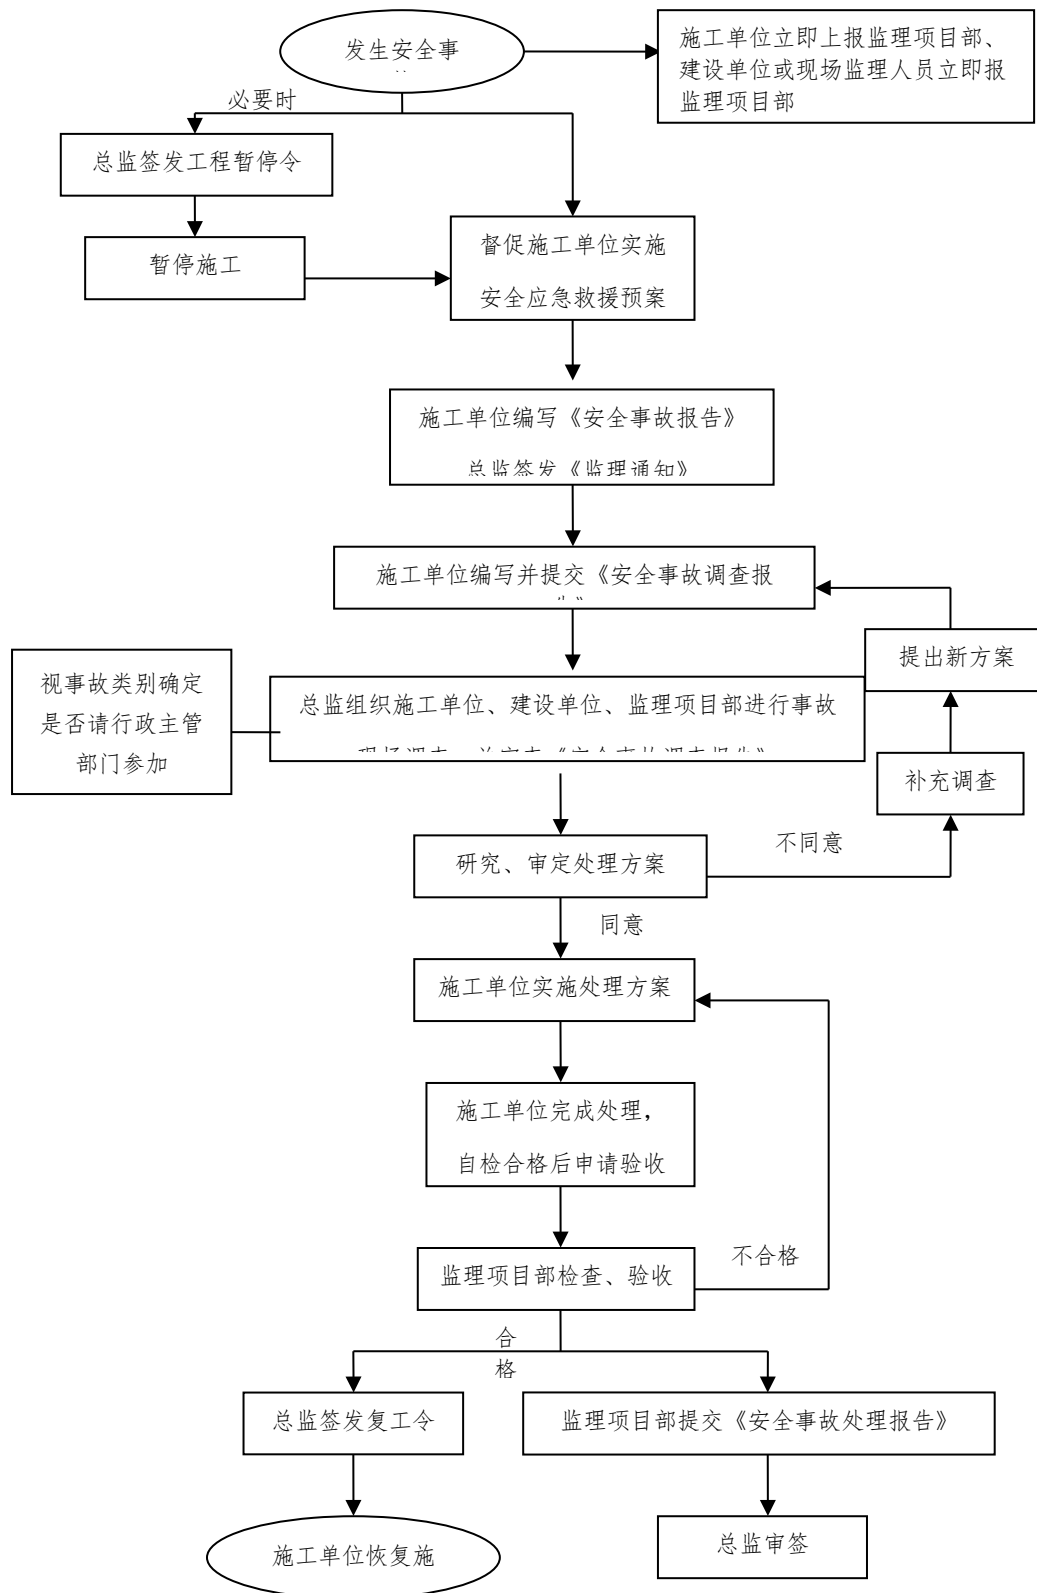 发生安全事
施工单位立即上报监理项目部、
建设单位或现场监理人员立即报
监理项目部
必要时
总监签发工程暂停令
暂停施工
督促施工单位实施
安全应急救援预案
施工单位编写《安全事故报告》
总监签发《监理通知》
施工单位编写并提交《安全事故调查报
提出新方案
视事故类别确定
是否请行政主管
部门参加
总监组织施工单位、建设单位、监理项目部进行事故
补充调查
研究、审定处理方案
不同意
同意
施工单位实施处理方案
施工单位完成处理，
自检合格后申请验收
监理项目部检查、验收
不合格
合
格
总监签发复工令
监理项目部提交《安全事故处理报告》
施工单位恢复施
总监审签